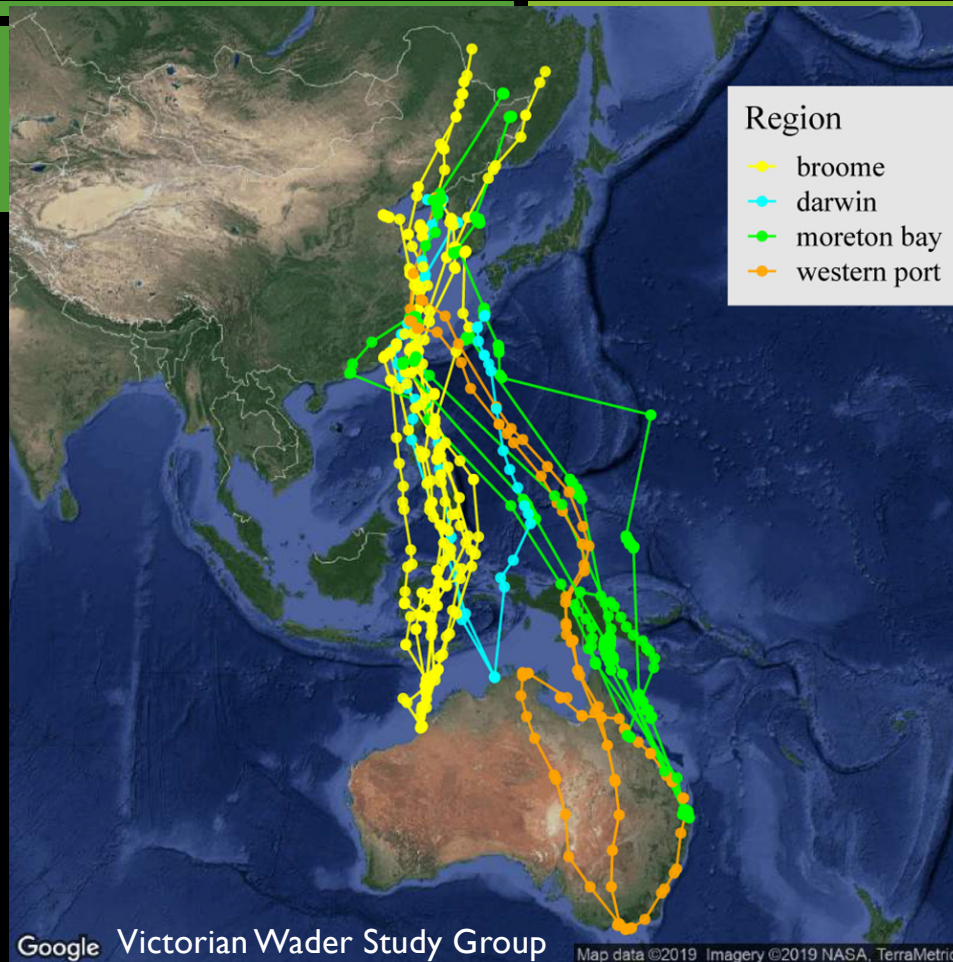 Region
broome
darwin
moreton bay
western port
Google Victorian Wader Study Group
Map data ©2019 Imagery ©2019 NASA, TerraMetric